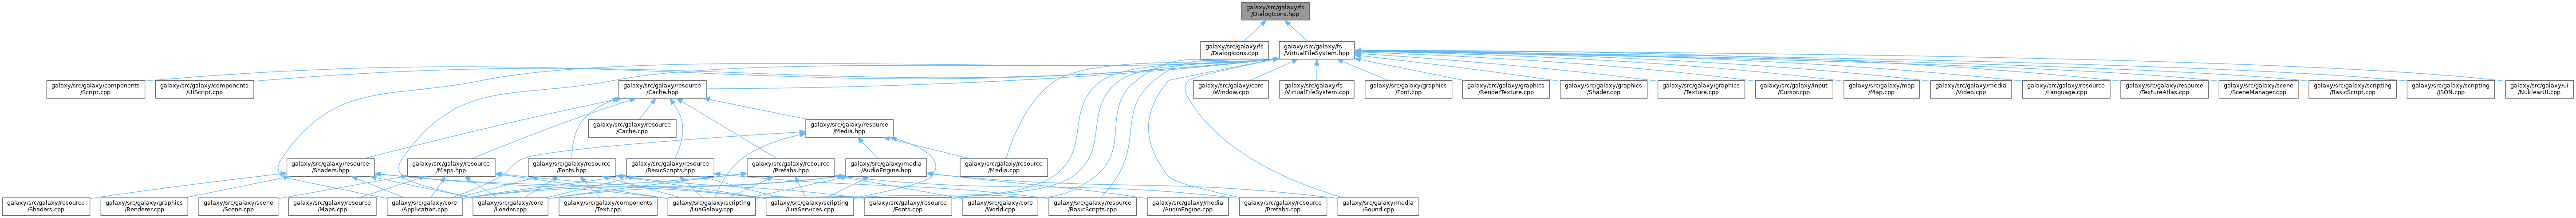 galaxy/src/galaxy/fs
/DialogIcons.hpp
galaxy/src/galaxy/fs
/DialogIcons.cpp
galaxy/src/galaxy/fs
/VirtualFileSystem.hpp
galaxy/src/galaxy/components
/Script.cpp
galaxy/src/galaxy/components
/UIScript.cpp
galaxy/src/galaxy/resource
/Cache.hpp
galaxy/src/galaxy/core
/Window.cpp
galaxy/src/galaxy/fs
/VirtualFileSystem.cpp
galaxy/src/galaxy/graphics
/Font.cpp
galaxy/src/galaxy/graphics
/RenderTexture.cpp
galaxy/src/galaxy/graphics
/Shader.cpp
galaxy/src/galaxy/graphics
/Texture.cpp
galaxy/src/galaxy/input
/Cursor.cpp
galaxy/src/galaxy/map
/Map.cpp
galaxy/src/galaxy/media
/Video.cpp
galaxy/src/galaxy/resource
/Language.cpp
galaxy/src/galaxy/resource
/TextureAtlas.cpp
galaxy/src/galaxy/scene
/SceneManager.cpp
galaxy/src/galaxy/scripting
/BasicScript.cpp
galaxy/src/galaxy/scripting
/JSON.cpp
galaxy/src/galaxy/ui
/NuklearUI.cpp
galaxy/src/galaxy/resource
/Cache.cpp
galaxy/src/galaxy/resource
/Media.hpp
galaxy/src/galaxy/resource
/Shaders.hpp
galaxy/src/galaxy/resource
/Maps.hpp
galaxy/src/galaxy/resource
/Fonts.hpp
galaxy/src/galaxy/resource
/BasicScripts.hpp
galaxy/src/galaxy/resource
/Prefabs.hpp
galaxy/src/galaxy/media
/AudioEngine.hpp
galaxy/src/galaxy/resource
/Media.cpp
galaxy/src/galaxy/resource
/Shaders.cpp
galaxy/src/galaxy/graphics
/Renderer.cpp
galaxy/src/galaxy/scene
/Scene.cpp
galaxy/src/galaxy/resource
/Maps.cpp
galaxy/src/galaxy/core
/Application.cpp
galaxy/src/galaxy/core
/Loader.cpp
galaxy/src/galaxy/components
/Text.cpp
galaxy/src/galaxy/scripting
/LuaGalaxy.cpp
galaxy/src/galaxy/scripting
/LuaServices.cpp
galaxy/src/galaxy/resource
/Fonts.cpp
galaxy/src/galaxy/core
/World.cpp
galaxy/src/galaxy/resource
/BasicScripts.cpp
galaxy/src/galaxy/media
/AudioEngine.cpp
galaxy/src/galaxy/resource
/Prefabs.cpp
galaxy/src/galaxy/media
/Sound.cpp